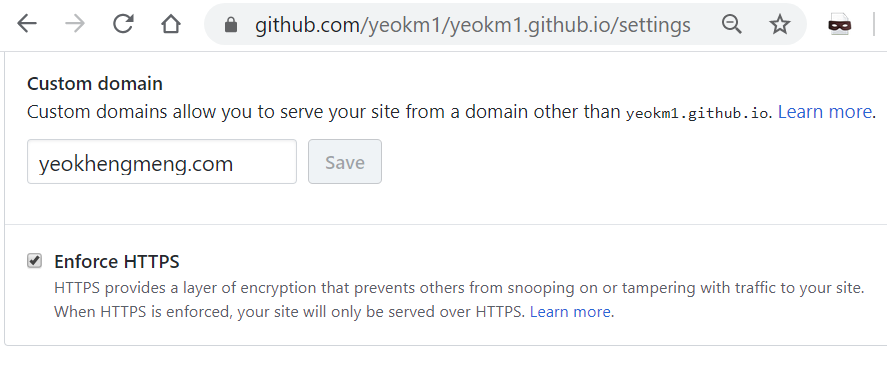 github.com/yeokm1/yeokm1.github.io/settings
Custom domain
Custom domains allow you to serve your site from a domain other than yeokm1.github.io. Learn more.
yeokhengmeng.com Save
Enforce HTTPS
HTTPS provides a layer of encryption that prevents others from snooping on or tampering with traffic to your site.
When HTTPS is enforced, your site will only be served over HTTPS. Learn more.